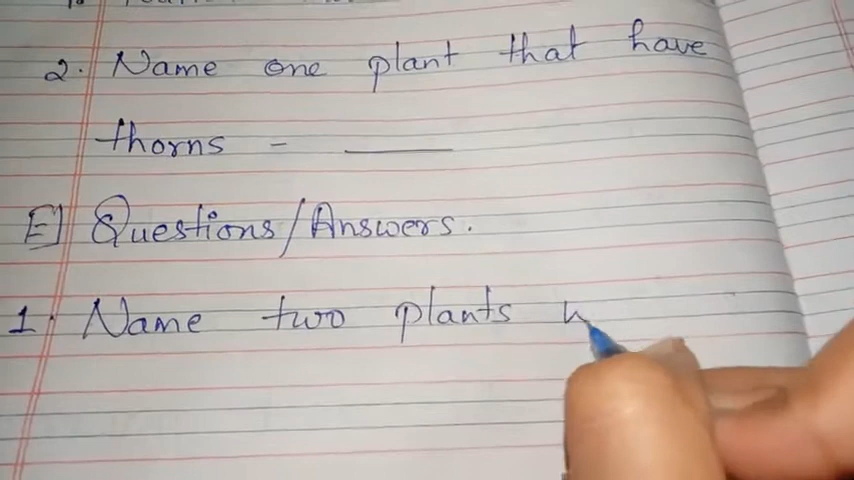 2. Name one plant that have
thorns - ______
E] Questions/Answers.
1. Name two plants